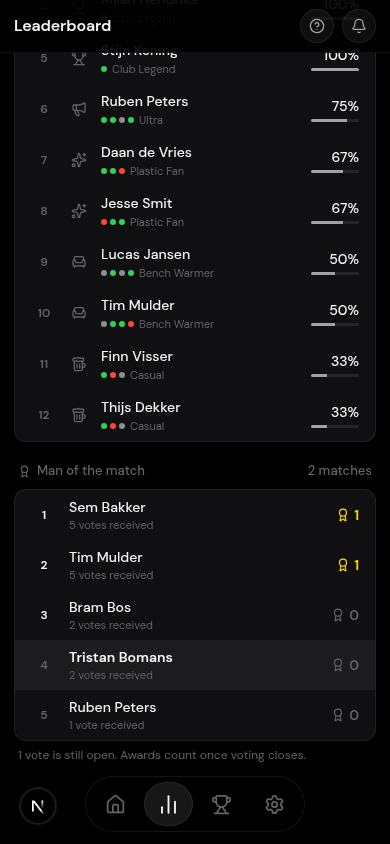 Leaderboard
5
Stijn Koning
100%
Club Legend
6
Ruben Peters
75%
Ultra
7
Daan de Vries
67%
Plastic Fan
8
Jesse Smit
67%
Plastic Fan
9
Lucas Jansen
50%
Bench Warmer
10
Tim Mulder
50%
Bench Warmer
11
Finn Visser
33%
Casual
12
Thijs Dekker
33%
Casual
Man of the match
2 matches
1
Sem Bakker
1
5 votes received
2
Tim Mulder
1
5 votes received
3
Bram Bos
0
2 votes received
4
Tristan Bomans
0
2 votes received
5
Ruben Peters
0
1 vote received
1 vote is still open. Awards count once voting closes.
N